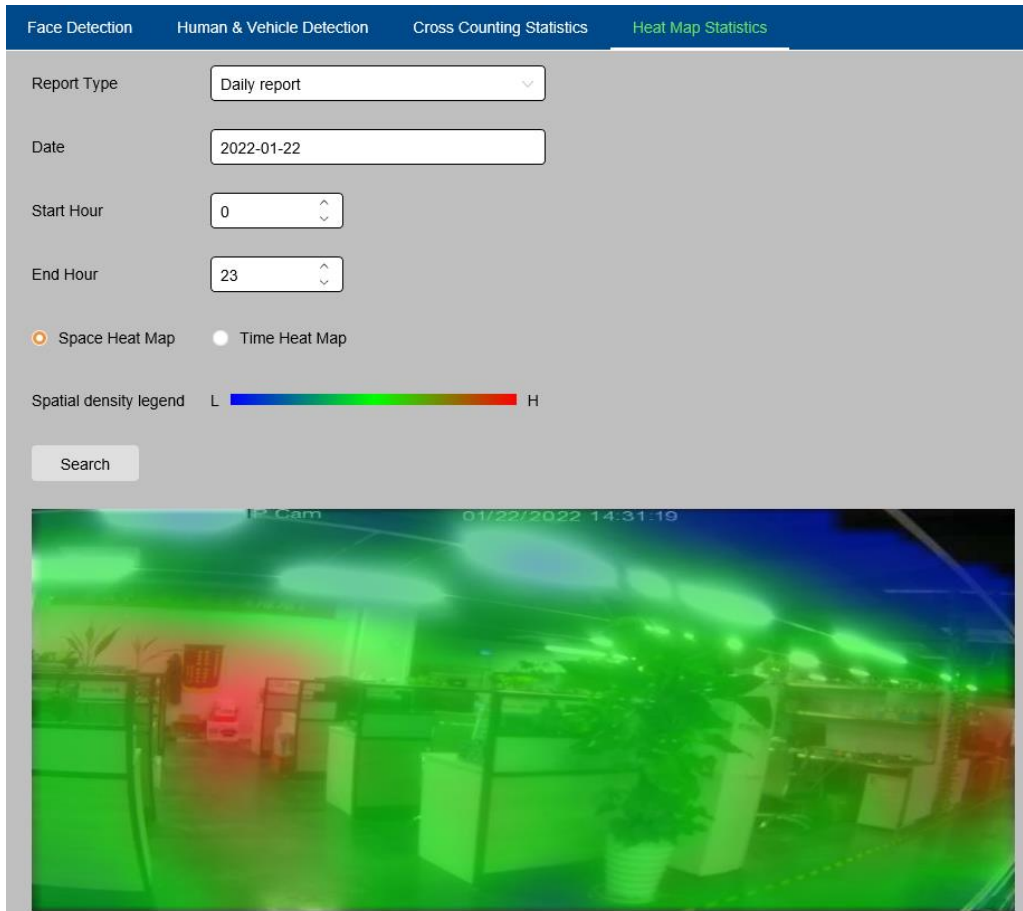 Face Detection Human & Vehicle Detection Cross Counting Statistics Heat Map Statistics
Report Type Daily report
Date 2022-01-22
Start Hour 0
End Hour 23
Space Heat Map Time Heat Map
Spatial density legend L H
Search
IP Cam 01/22/2022 14:31:19